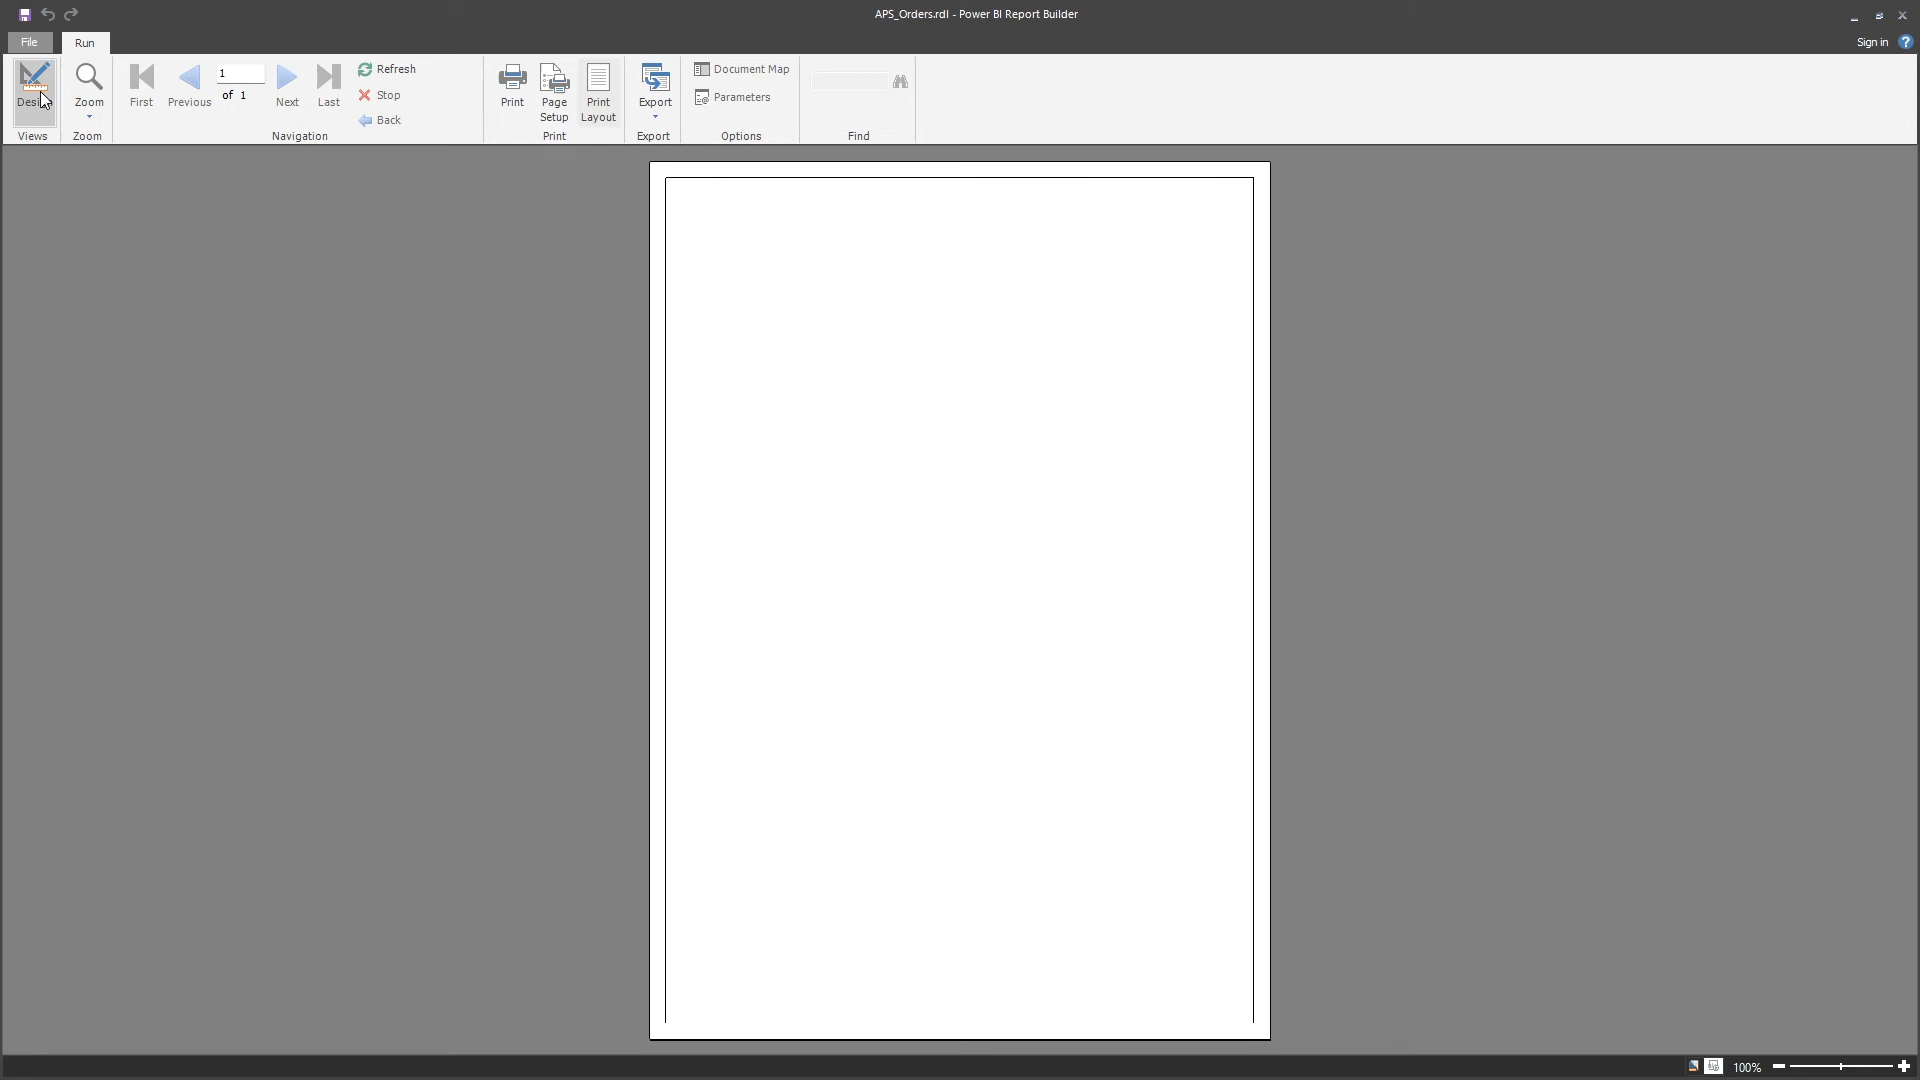 APS_Orders.rdl - Power BI Report Builder
File
Run
Sign in
Zoom
First
Previous
1
of 1
Next
Last
Refresh
Stop
Back
Print
Page
Setup
Print
Layout
Export
Document Map
Parameters
Views
Zoom
Navigation
Print
Export
Options
Find
100%